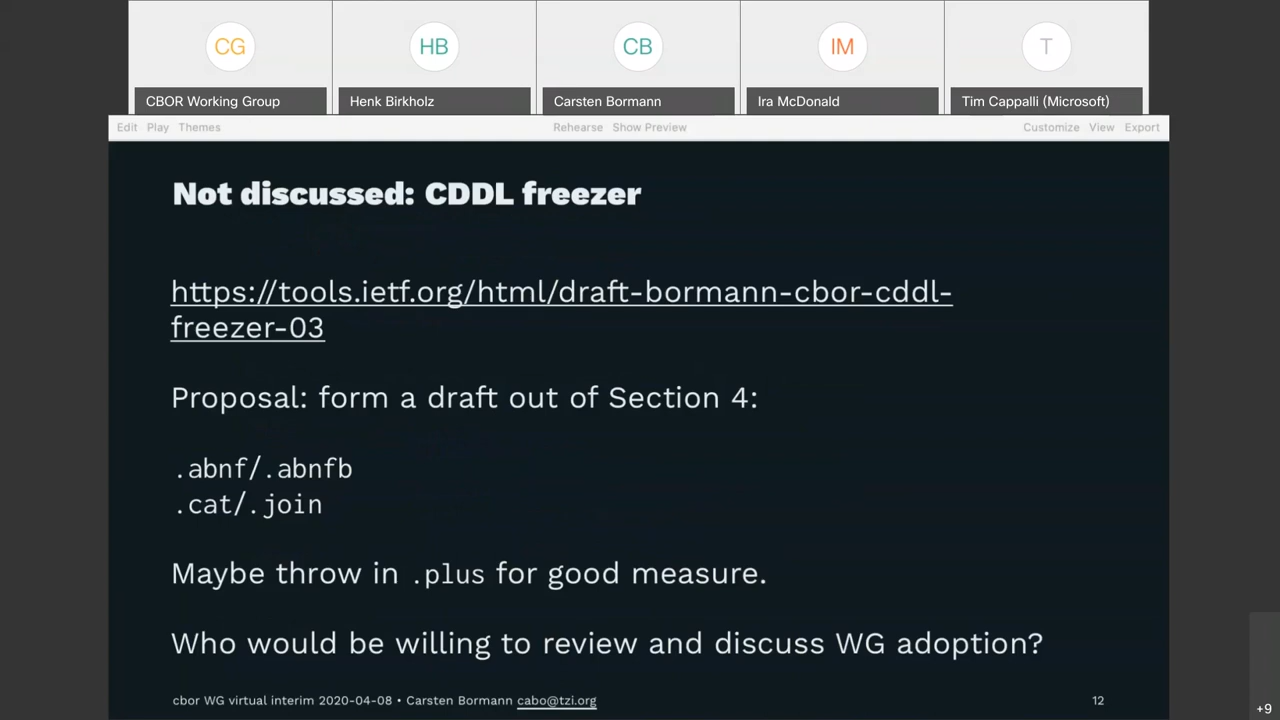 CG
HB
CB
IM
T
CBOR Working Group
Henk Birkholz
Carsten Bormann
Ira McDonald
Tim Cappalli (Microsoft)
Edit Play Themes Rehearse Show Preview Customize View Export
Not discussed: CDDL freezer
https://tools.ietf.org/html/draft-bormann-cbor-cddl-
freezer-03
Proposal: form a draft out of Section 4:
.abnf/.abnfb
.cat/.join
Maybe throw in .plus for good measure.
Who would be willing to review and discuss WG adoption?
cbor WG virtual interim 2020-04-08 • Carsten Bormann cabo@tzi.org
12
+9